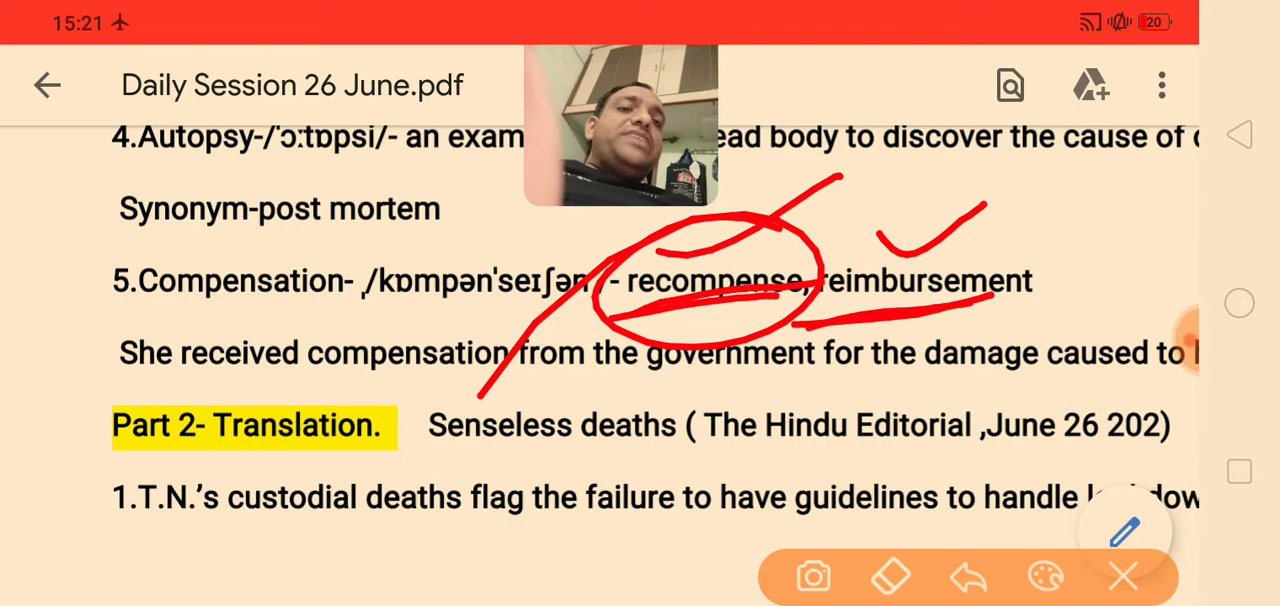 15:21 20
Daily Session 26 June.pdf
4.Autopsy-/ˈɔːtɒpsi/- an exam ead body to discover the cause of
Synonym-post mortem
5.Compensation- ˌ/kɒmpənˈseɪʃən - recompense, reimbursement
She received compensation from the government for the damage caused to
Part 2- Translation. Senseless deaths ( The Hindu Editorial ,June 26 202)
1.T.N.’s custodial deaths flag the failure to have guidelines to handle